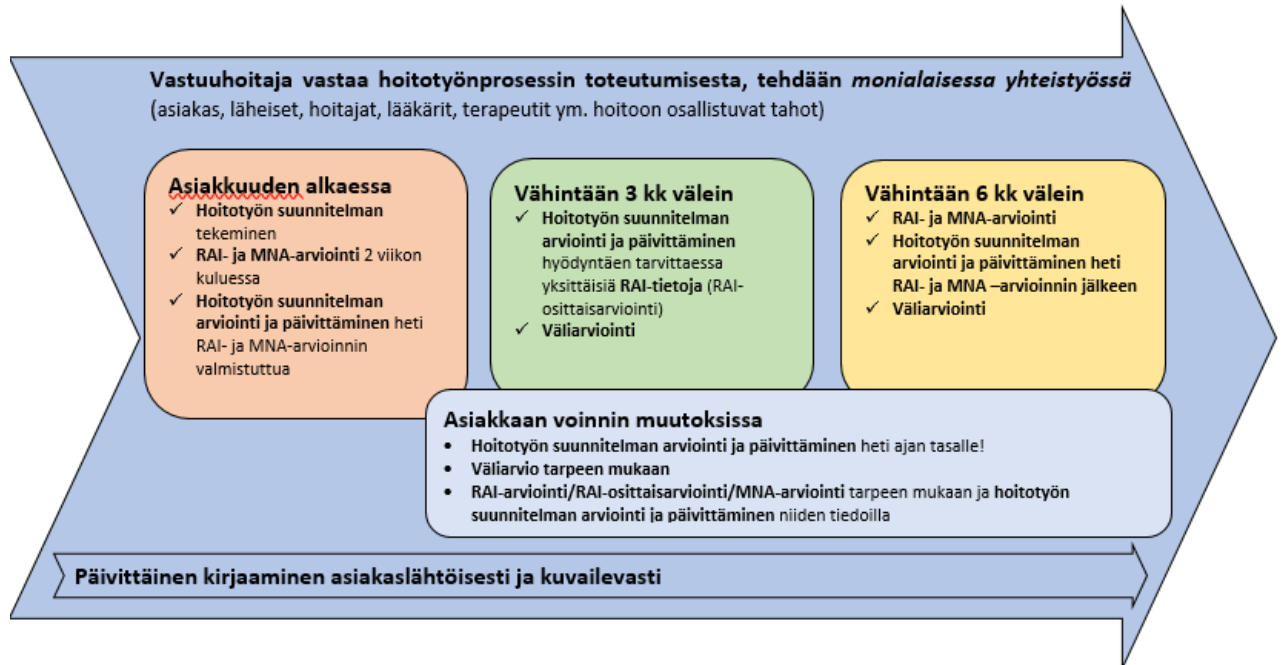 Vastuuhoitaja vastaa hoitotyönprosessin toteutumisesta, tehdään monialaisessa yhteistyössä
(asiakas, läheiset, hoitajat, lääkärit, terapeutit ym. hoitoon osallistuvat tahot)
Asiakkuuden alkaessa
✓ Hoitotyön suunnitelman
tekeminen
✓ RAI- ja MNA-arviointi 2 viikon
kuluessa
✓ Hoitotyön suunnitelman
arviointi ja päivittäminen heti
RAI- ja MNA-arvioinnin
valmistuttua
Vähintään 3 kk välein
✓ Hoitotyön suunnitelman
arviointi ja päivittäminen
hyödyntäen tarvittaessa
yksittäisiä RAI-tietoja (RAI-
osittaisarviointi)
✓ Väliarviointi
Vähintään 6 kk välein
✓ RAI- ja MNA-arviointi
✓ Hoitotyön suunnitelman
arviointi ja päivittäminen heti
RAI- ja MNA –arvioinnin jälkeen
✓ Väliarviointi
Asiakkaan voinnin muutoksissa
• Hoitotyön suunnitelman arviointi ja päivittäminen heti ajan tasalle!
• Väliarvio tarpeen mukaan
• RAI-arviointi/RAI-osittaisarviointi/MNA-arviointi tarpeen mukaan ja hoitotyön
suunnitelman arviointi ja päivittäminen niiden tiedoilla
Päivittäinen kirjaaminen asiakaslähtöisesti ja kuvailevasti